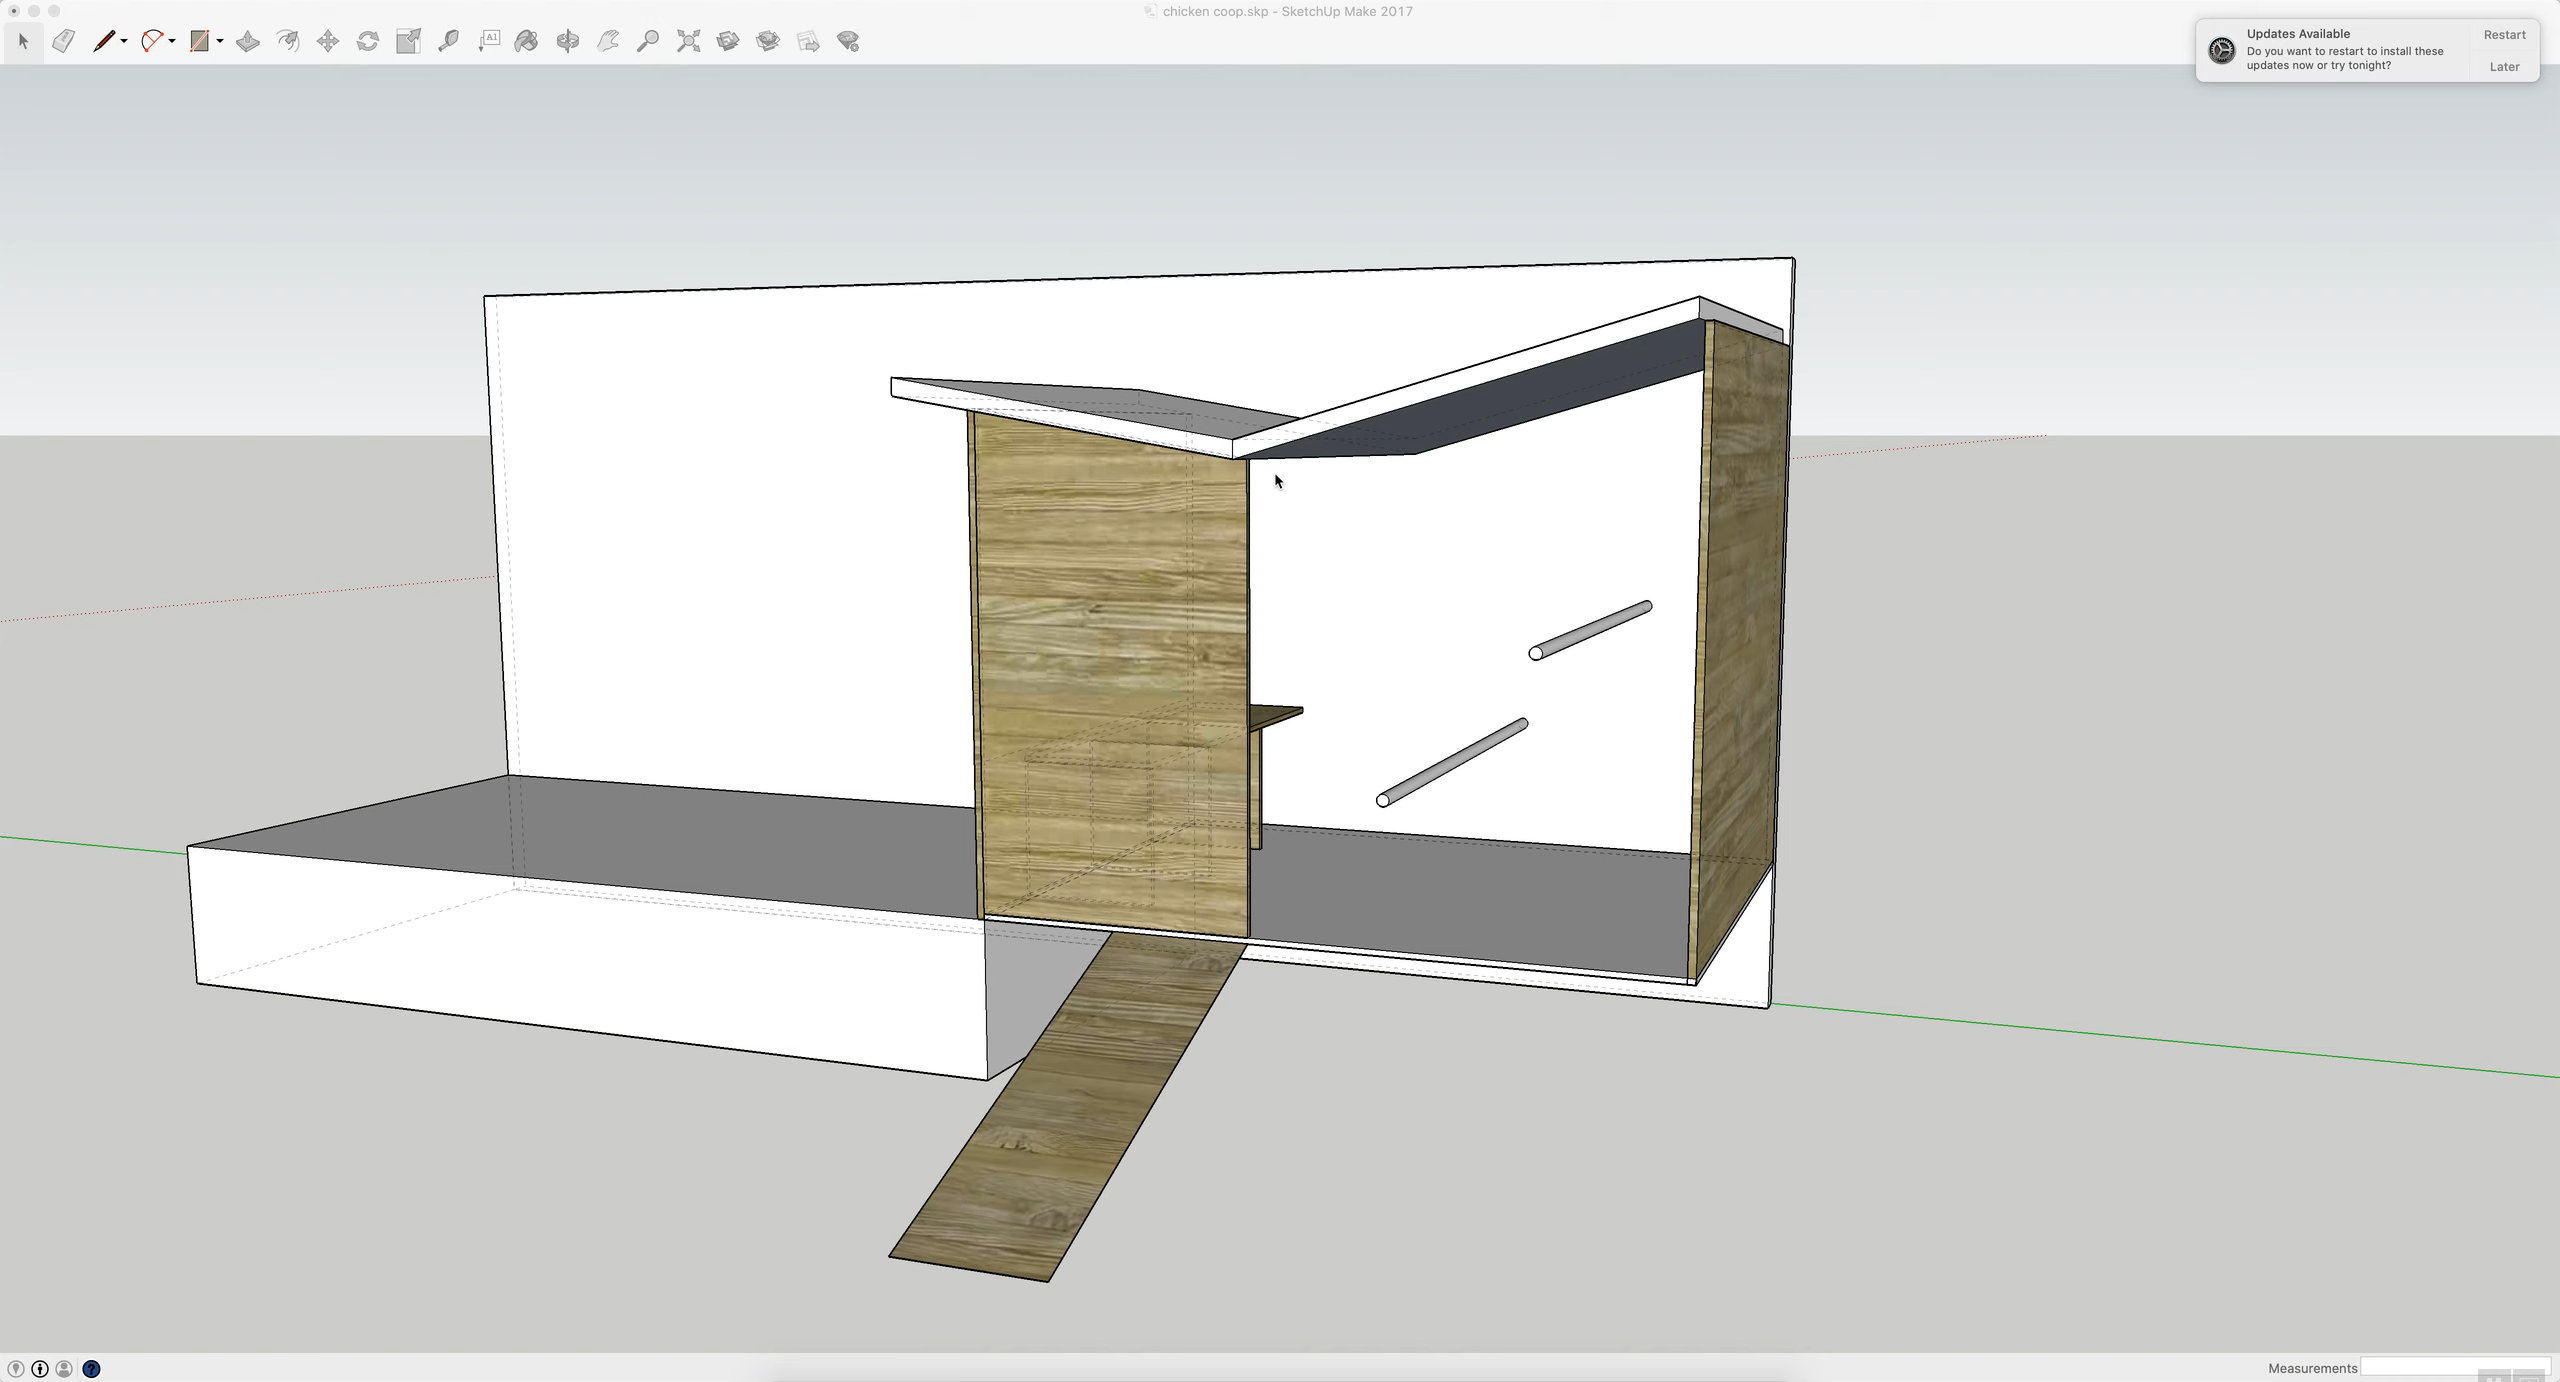 chicken coop.skp - SketchUp Make 2017
A1
Updates Available
Restart
Do you want to restart to install these
updates now or try tonight?
Later
?
Measurements